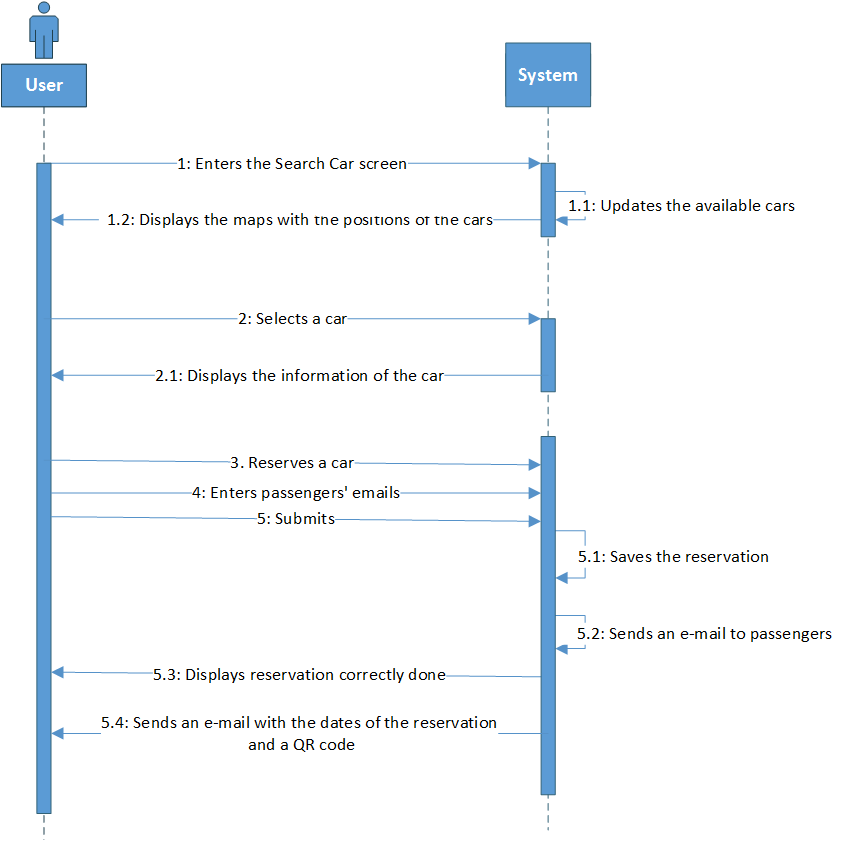 User
System
1: Enters the Search Car screen
1.1: Updates the available cars
1.2: Displays the maps with the positions of the cars
2: Selects a car
2.1: Displays the information of the car
3. Reserves a car
4: Enters passengers' emails
5: Submits
5.1: Saves the reservation
5.2: Sends an e-mail to passengers
5.3: Displays reservation correctly done
5.4: Sends an e-mail with the dates of the reservation
and a QR code